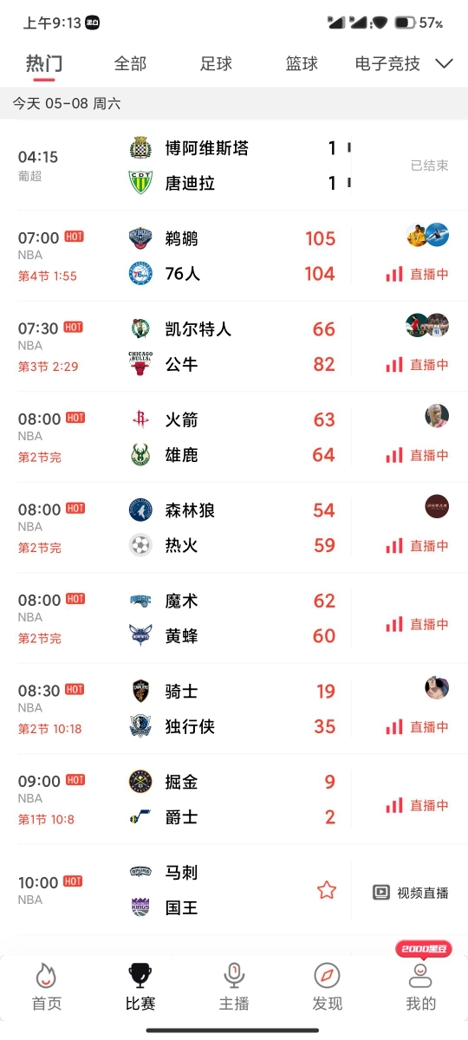 上午9:13 57%
热门 全部 足球 篮球 电子竞技
今天 05-08 周六
04:15 博阿维斯塔 1
葡超 唐迪拉 1 已结束
07:00 HOT 鹈鹕 105
NBA
第4节 1:55 76人 104 直播中
07:30 HOT 凯尔特人 66
NBA
第3节 2:29 公牛 82 直播中
08:00 HOT 火箭 63
NBA
第2节完 雄鹿 64 直播中
08:00 HOT 森林狼 54
NBA
第2节完 热火 59 直播中
08:00 HOT 魔术 62
NBA
第2节完 黄蜂 60 直播中
08:30 HOT 骑士 19
NBA
第2节 10:18 独行侠 35 直播中
09:00 HOT 掘金 9
NBA
第1节 10:8 爵士 2 直播中
10:00 HOT 马刺
NBA 国王 视频直播
2000黑豆
首页 比赛 主播 发现 我的